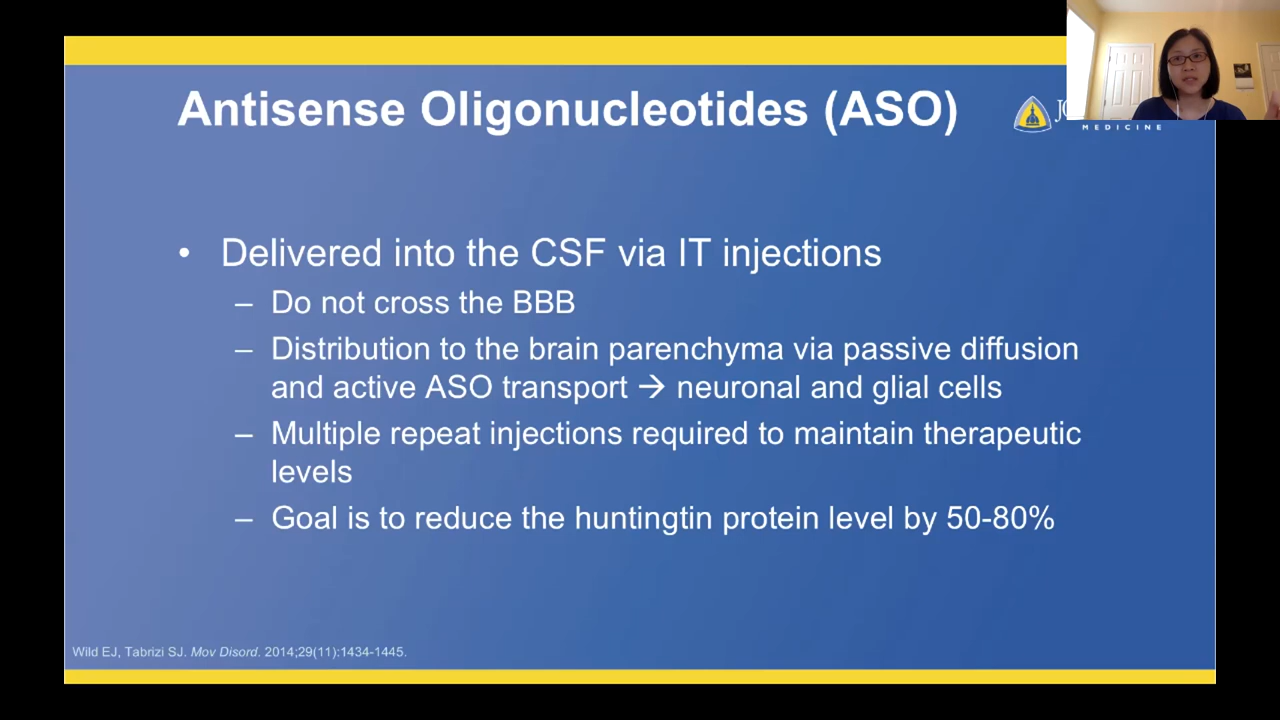 Antisense Oligonucleotides (ASO)
MEDICINE
• Delivered into the CSF via IT injections
– Do not cross the BBB
– Distribution to the brain parenchyma via passive diffusion
and active ASO transport → neuronal and glial cells
– Multiple repeat injections required to maintain therapeutic
levels
– Goal is to reduce the huntingtin protein level by 50-80%
Wild EJ, Tabrizi SJ. Mov Disord. 2014;29(11):1434-1445.